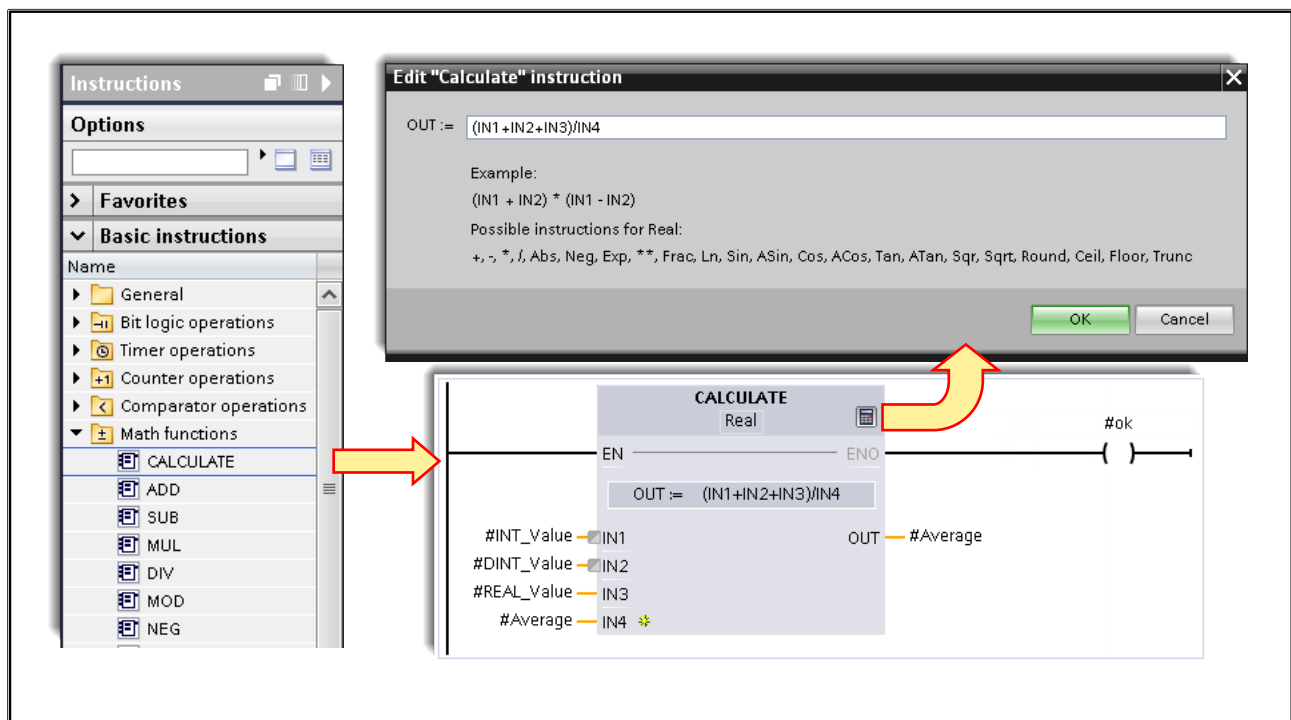 Instructions
Options
Favorites
Basic instructions
Name
General
Bit logic operations
Timer operations
Counter operations
Comparator operations
Math functions
CALCULATE
ADD
SUB
MUL
DIV
MOD
NEG
Edit "Calculate" instruction
OUT := (IN1+IN2+IN3)/IN4
Example:
(IN1 + IN2) * (IN1 - IN2)
Possible instructions for Real:
+, -, *, /, Abs, Neg, Exp, **, Frac, Ln, Sin, ASin, Cos, ACos, Tan, ATan, Sqr, Sqrt, Round, Ceil, Floor, Trunc
OK Cancel
CALCULATE
Real
#ok
EN ENO
OUT := (IN1+IN2+IN3)/IN4
#INT_Value IN1 OUT #Average
#DINT_Value IN2
#REAL_Value IN3
#Average IN4